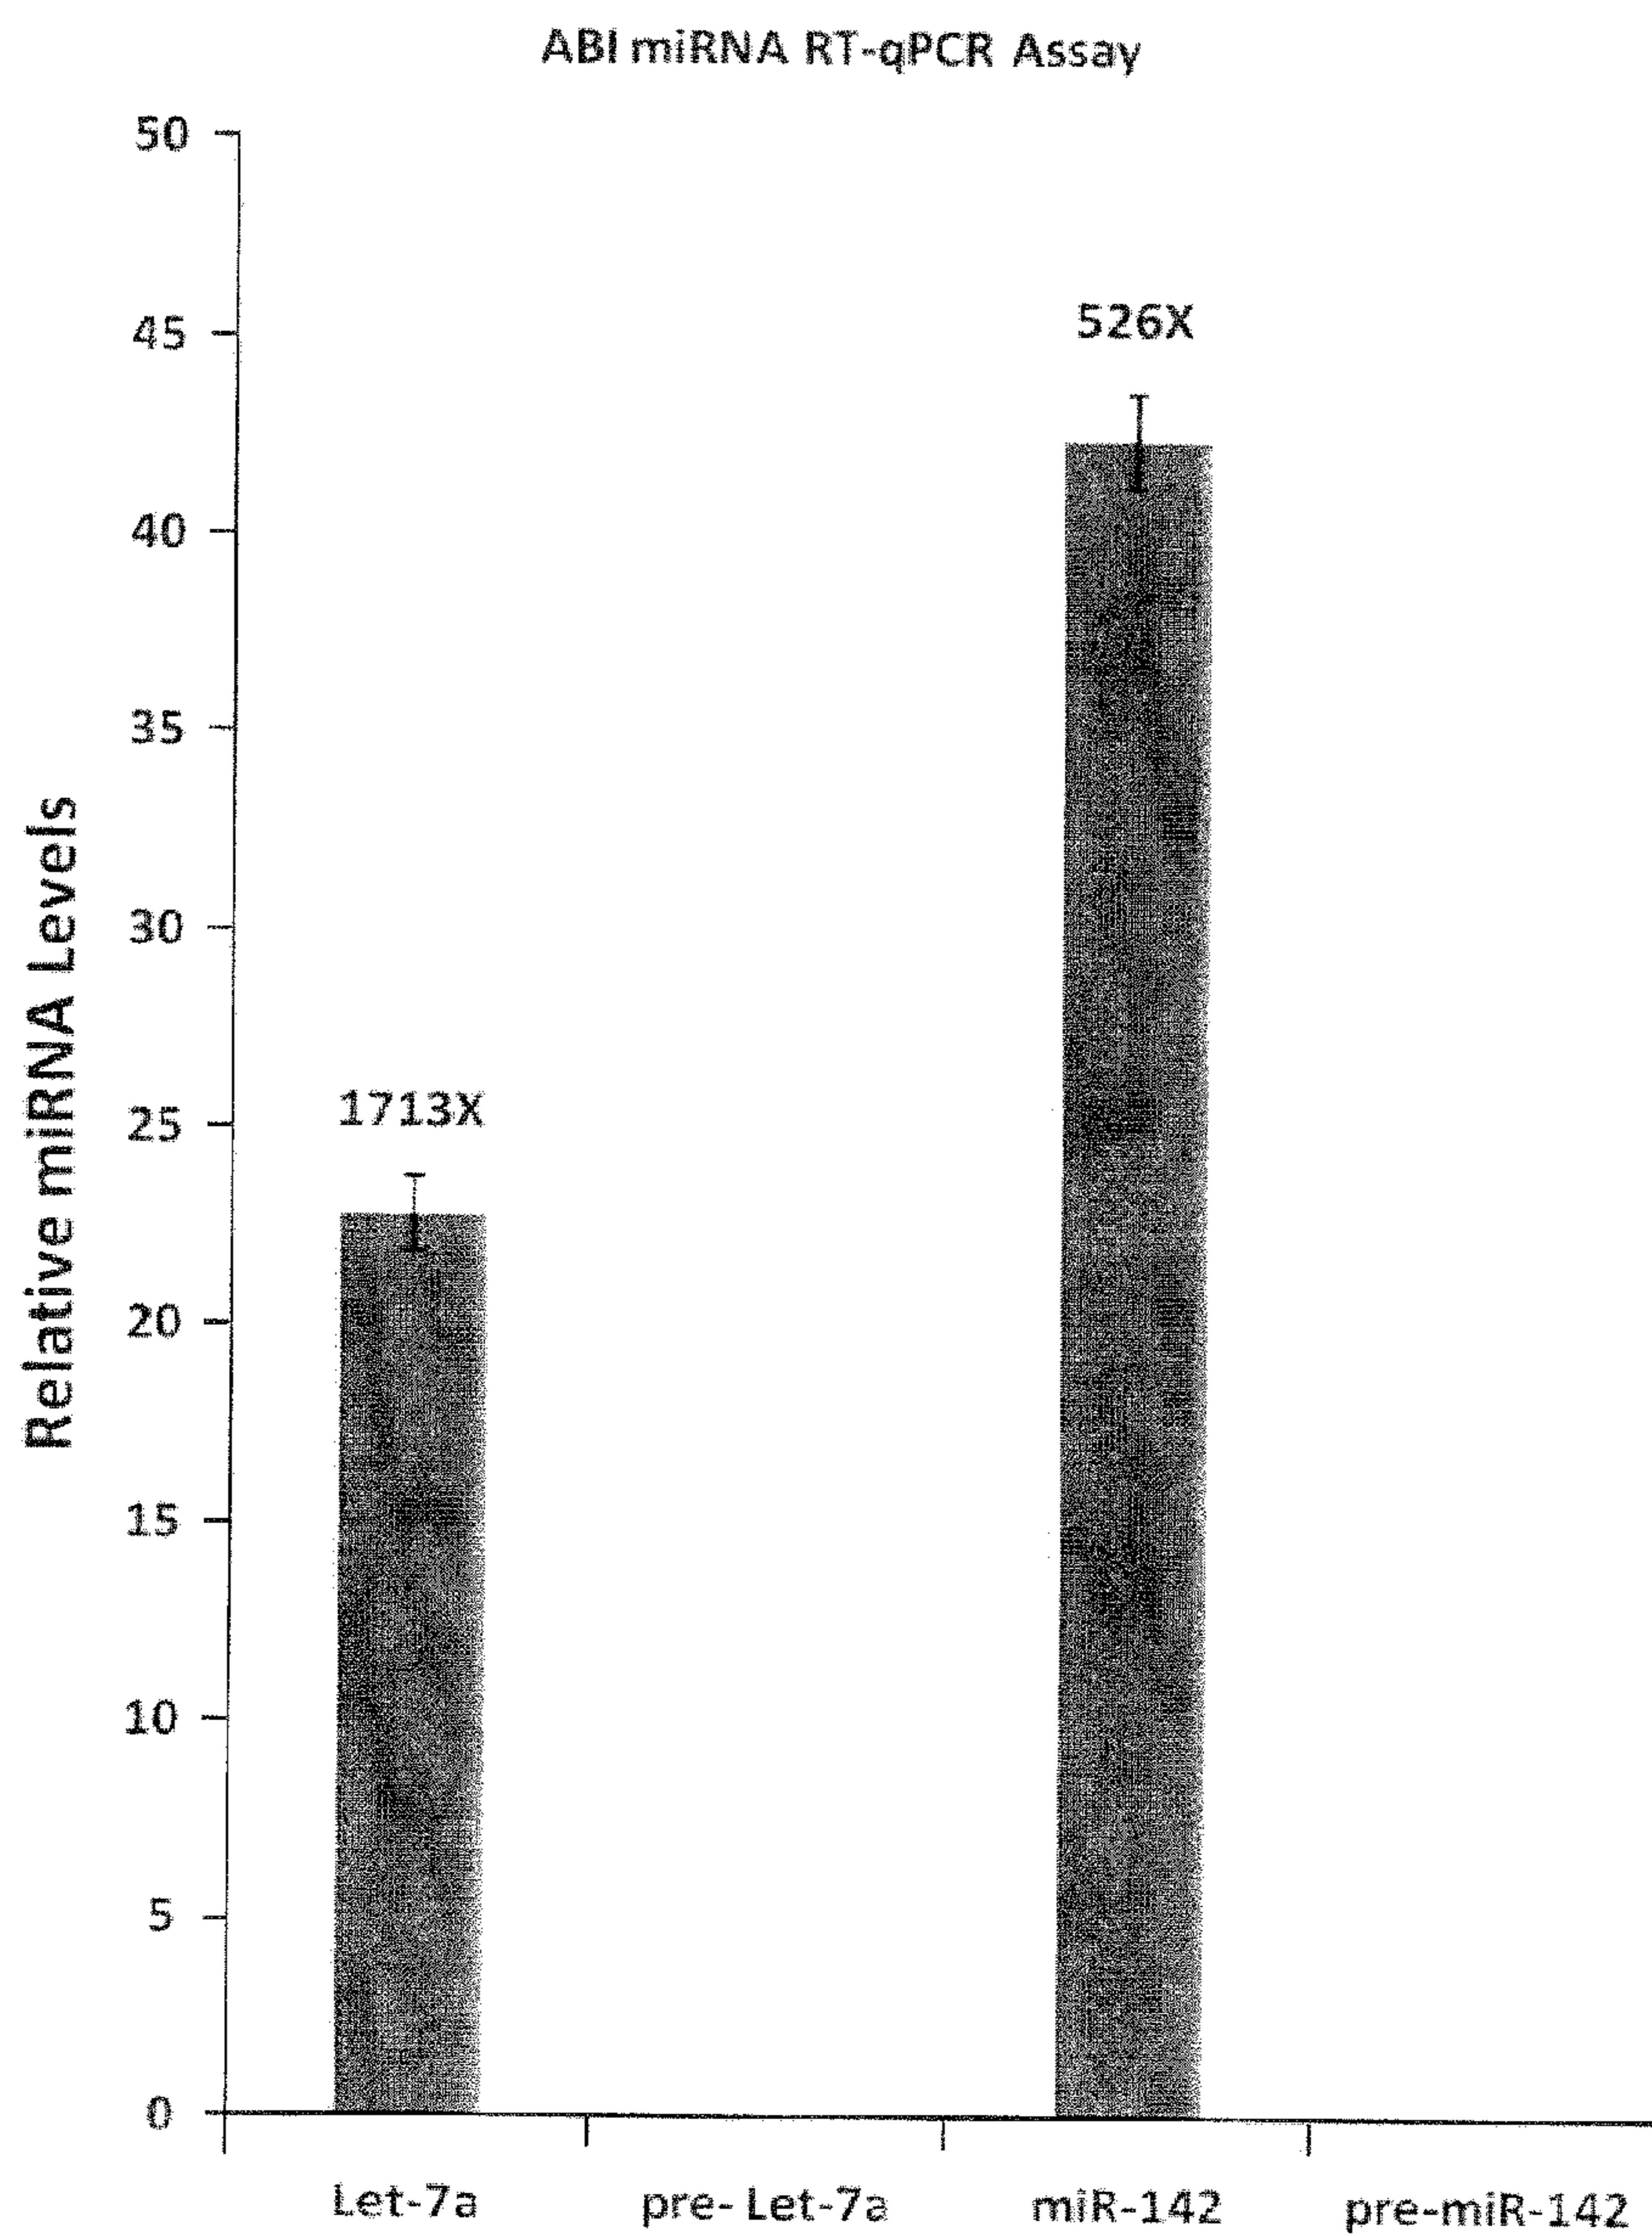 ABI miRNA RT-qPCR Assay
50
45
40
35
30
25
20
15
10
5
0
Relative miRNA Levels
1713X
526X
Let-7a
pre- Let-7a
miR-142
pre-miR-142